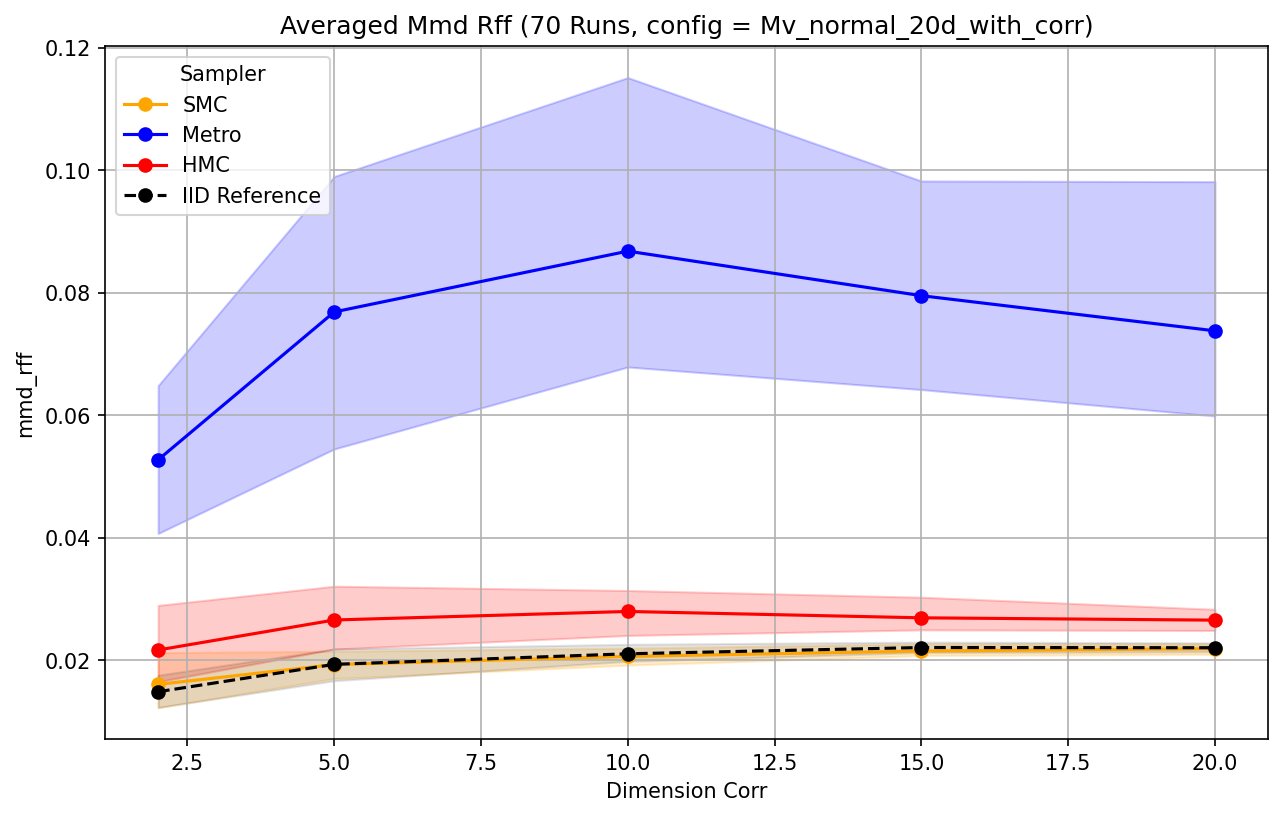 Averaged Mmd Rff (70 Runs, config = Mv_normal_20d_with_corr)
Sampler
SMC
Metro
HMC
IID Reference
mmd_rff
0.12
0.10
0.08
0.06
0.04
0.02
2.5 5.0 7.5 10.0 12.5 15.0 17.5 20.0
Dimension Corr